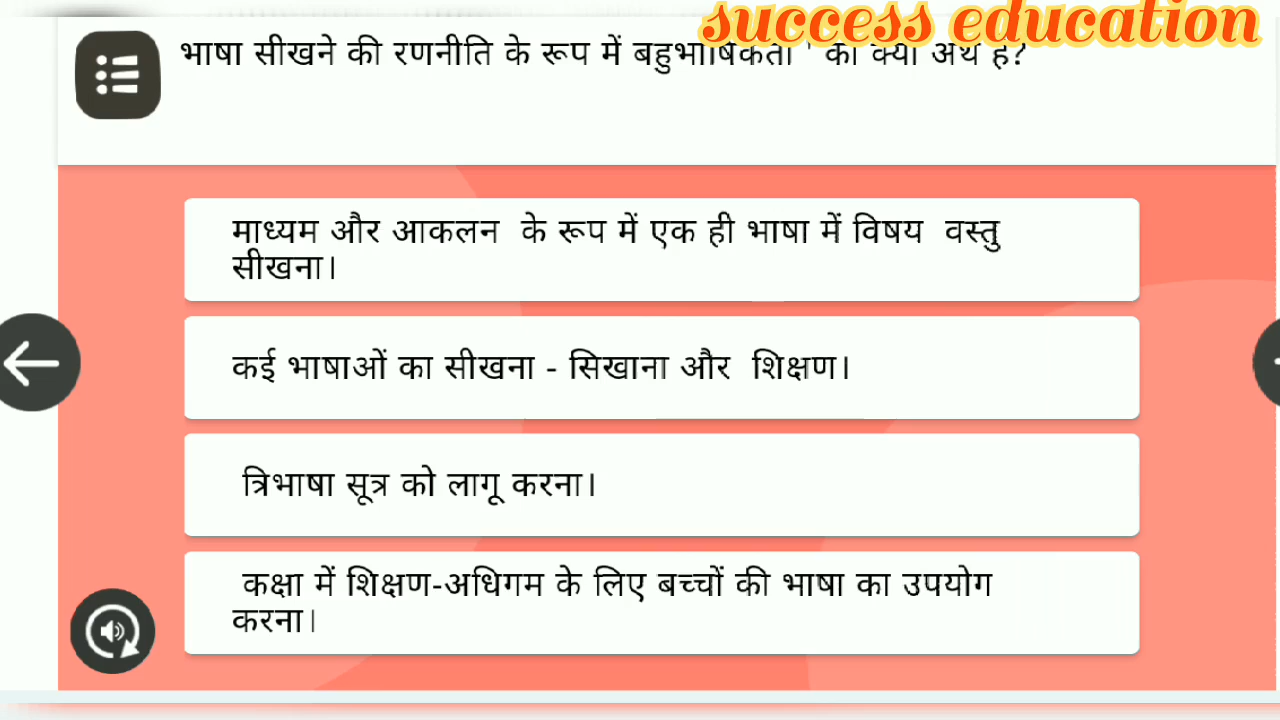 success education
भाषा सीखने की रणनीति के रूप में बहुभाषिकता ' का क्या अर्थ है?
माध्यम और आकलन के रूप में एक ही भाषा में विषय वस्तु
सीखना।
कई भाषाओं का सीखना - सिखाना और शिक्षण।
त्रिभाषा सूत्र को लागू करना।
कक्षा में शिक्षण-अधिगम के लिए बच्चों की भाषा का उपयोग
करना।